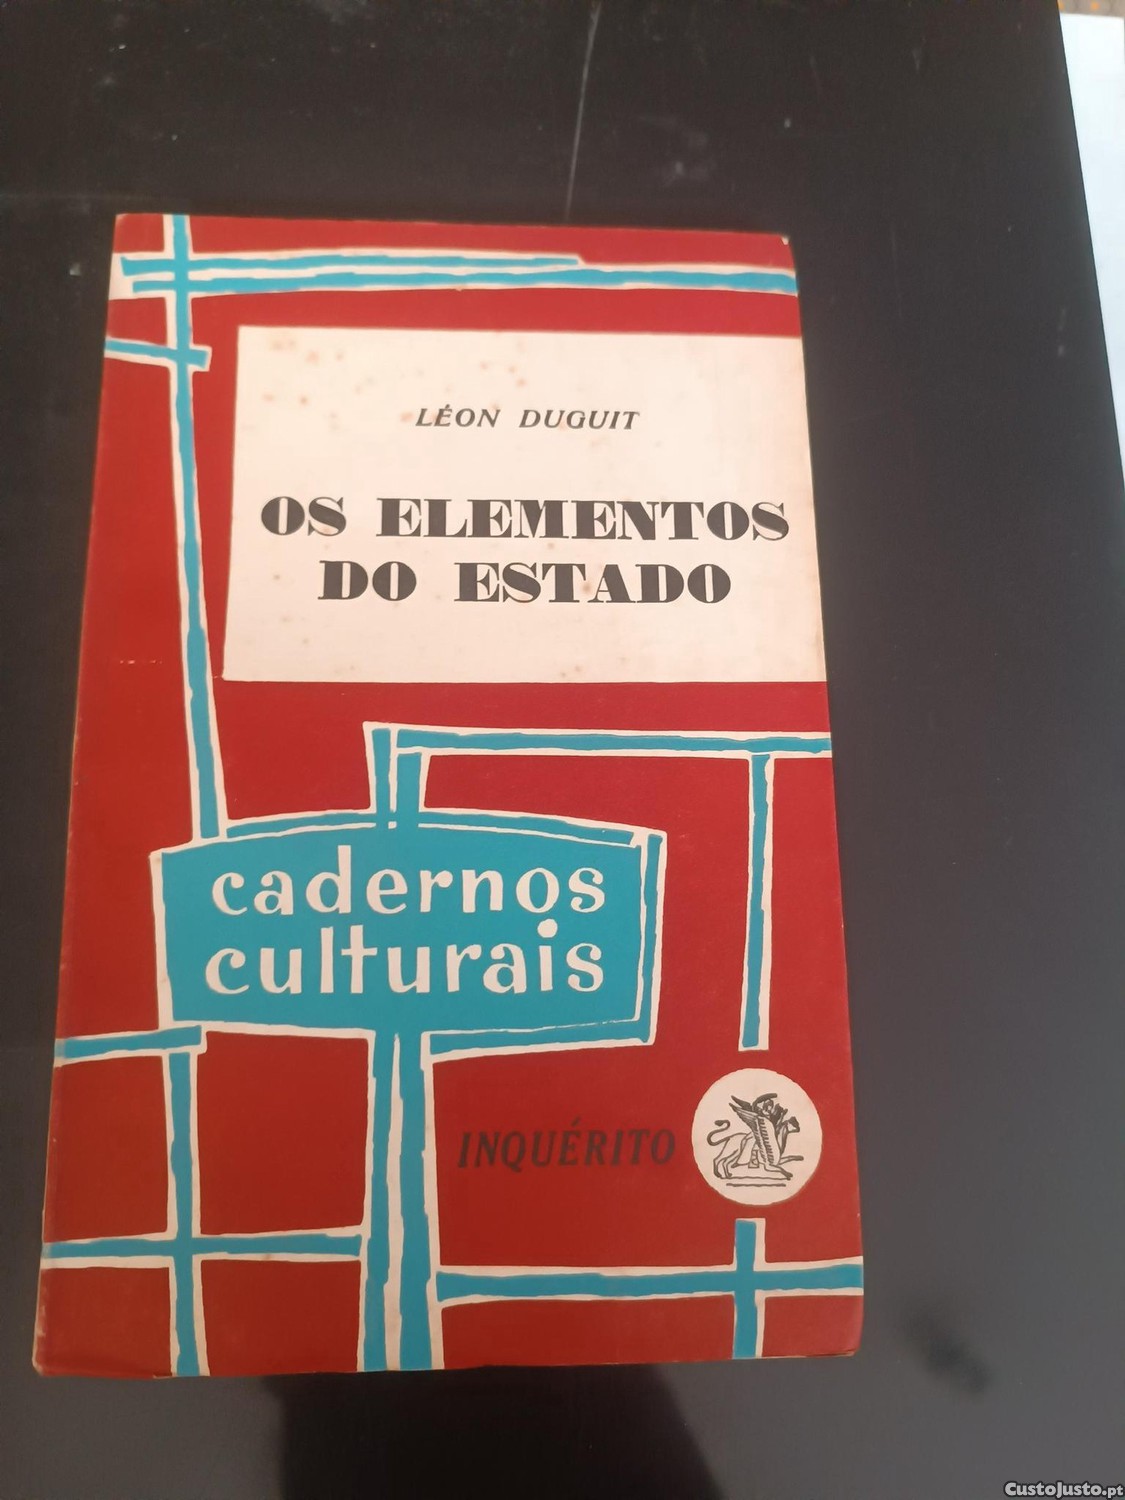 LÉON DUGUIT
OS ELEMENTOS
DO ESTADO
cadernos
culturais
INQUÉRITO
CustoJusto.pt